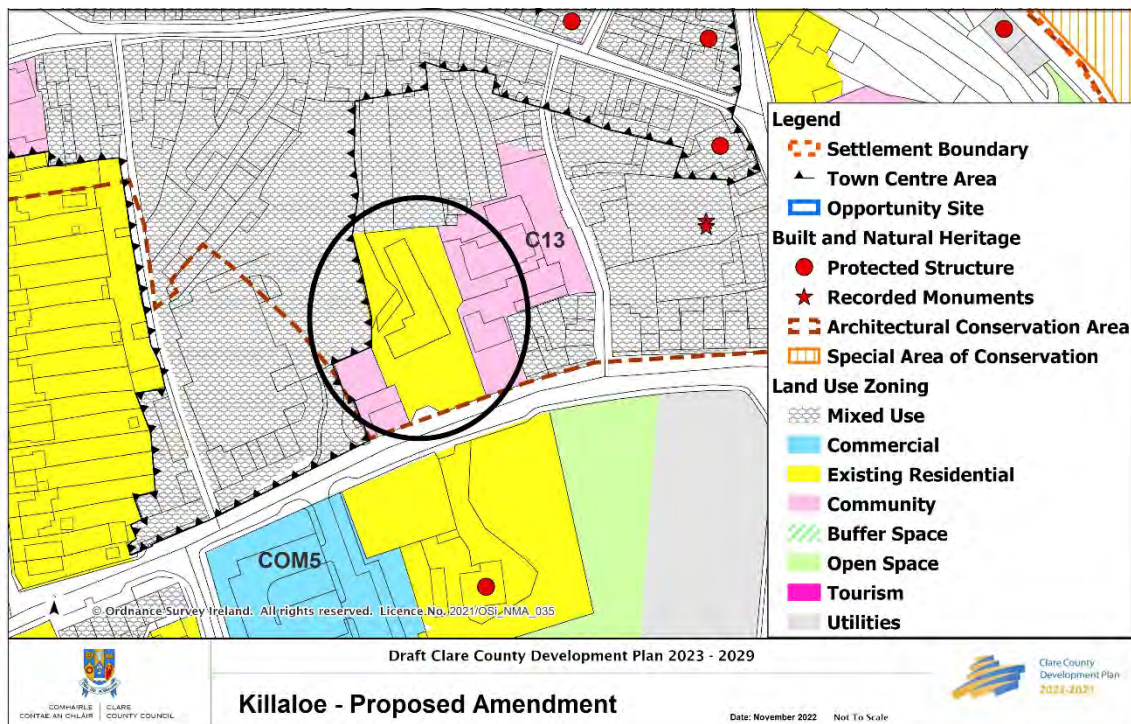 C13
COM5
© Ordnance Survey Ireland. All rights reserved. Licence No. 2021/OSi_NMA_035
Legend
Settlement Boundary
Town Centre Area
Opportunity Site
Built and Natural Heritage
Protected Structure
Recorded Monuments
Architectural Conservation Area
Special Area of Conservation
Land Use Zoning
Mixed Use
Commercial
Existing Residential
Community
Buffer Space
Open Space
Tourism
Utilities
COMHAIRLE CONTAE AN CHLÁIR
CLARE COUNTY COUNCIL
Draft Clare County Development Plan 2023 - 2029
Killaloe - Proposed Amendment
Date: November 2022 Not To Scale
Clare County
Development Plan